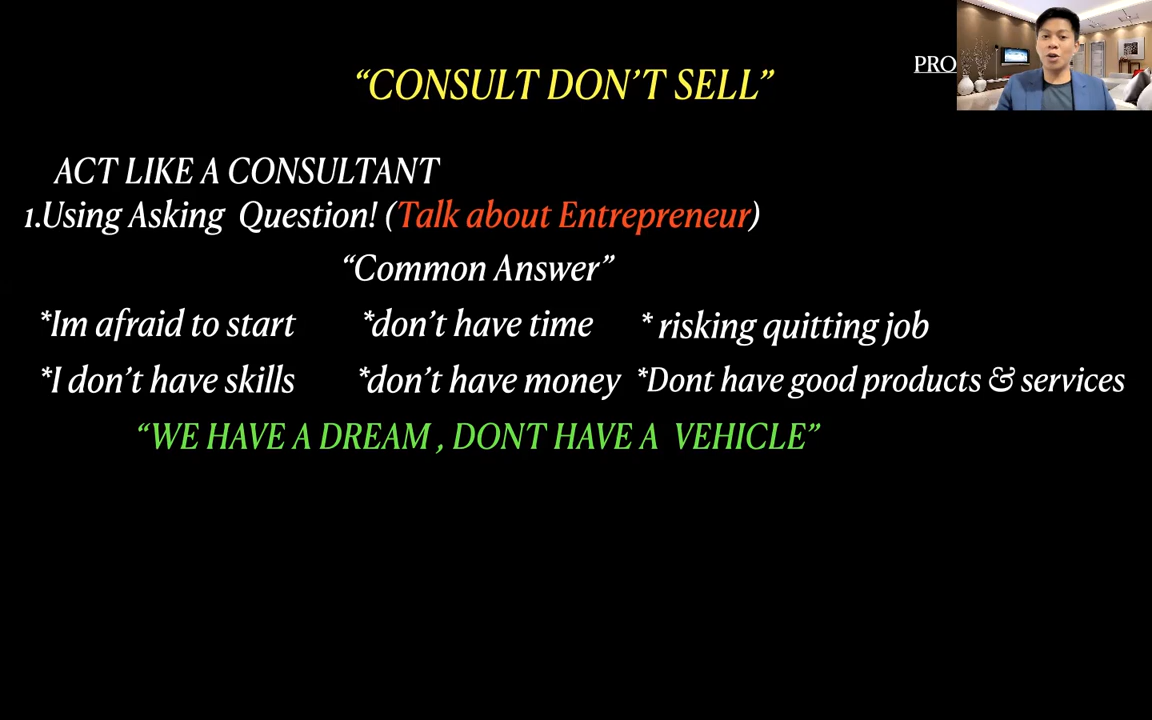 "CONSULT DON'T SELL"
PRO
ACT LIKE A CONSULTANT
1.Using Asking Question! (Talk about Entrepreneur)
"Common Answer"
*Im afraid to start *don't have time * risking quitting job
*I don't have skills *don't have money *Dont have good products & services
"WE HAVE A DREAM , DONT HAVE A VEHICLE"